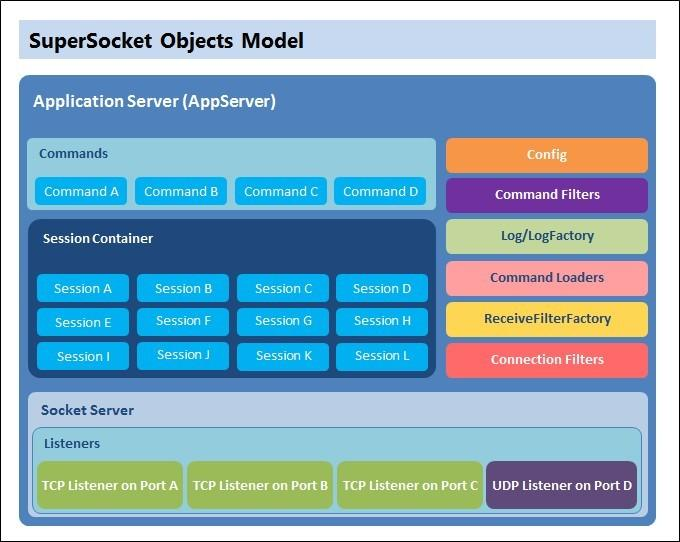 SuperSocket Objects Model
Application Server (AppServer)
Commands
Command A Command B Command C Command D
Session Container
Session A Session B Session C Session D
Session E Session F Session G Session H
Session I Session J Session K Session L
Config
Command Filters
Log/LogFactory
Command Loaders
ReceiveFilterFactory
Connection Filters
Socket Server
Listeners
TCP Listener on Port A TCP Listener on Port B TCP Listener on Port C UDP Listener on Port D